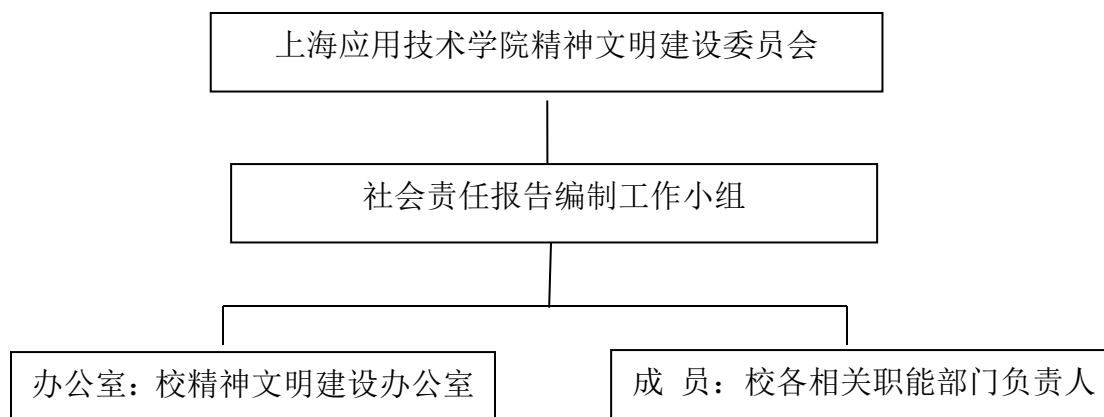 上海应用技术学院精神文明建设委员会
社会责任报告编制工作小组
办公室：校精神文明建设办公室
成 员：校各相关职能部门负责人